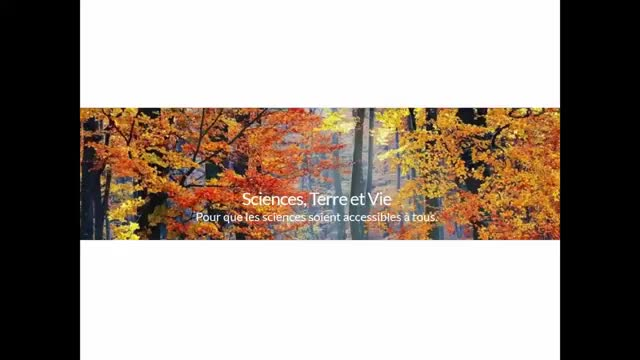 Sciences, Terre et Vie
Pour que les sciences soient accessibles à tous.